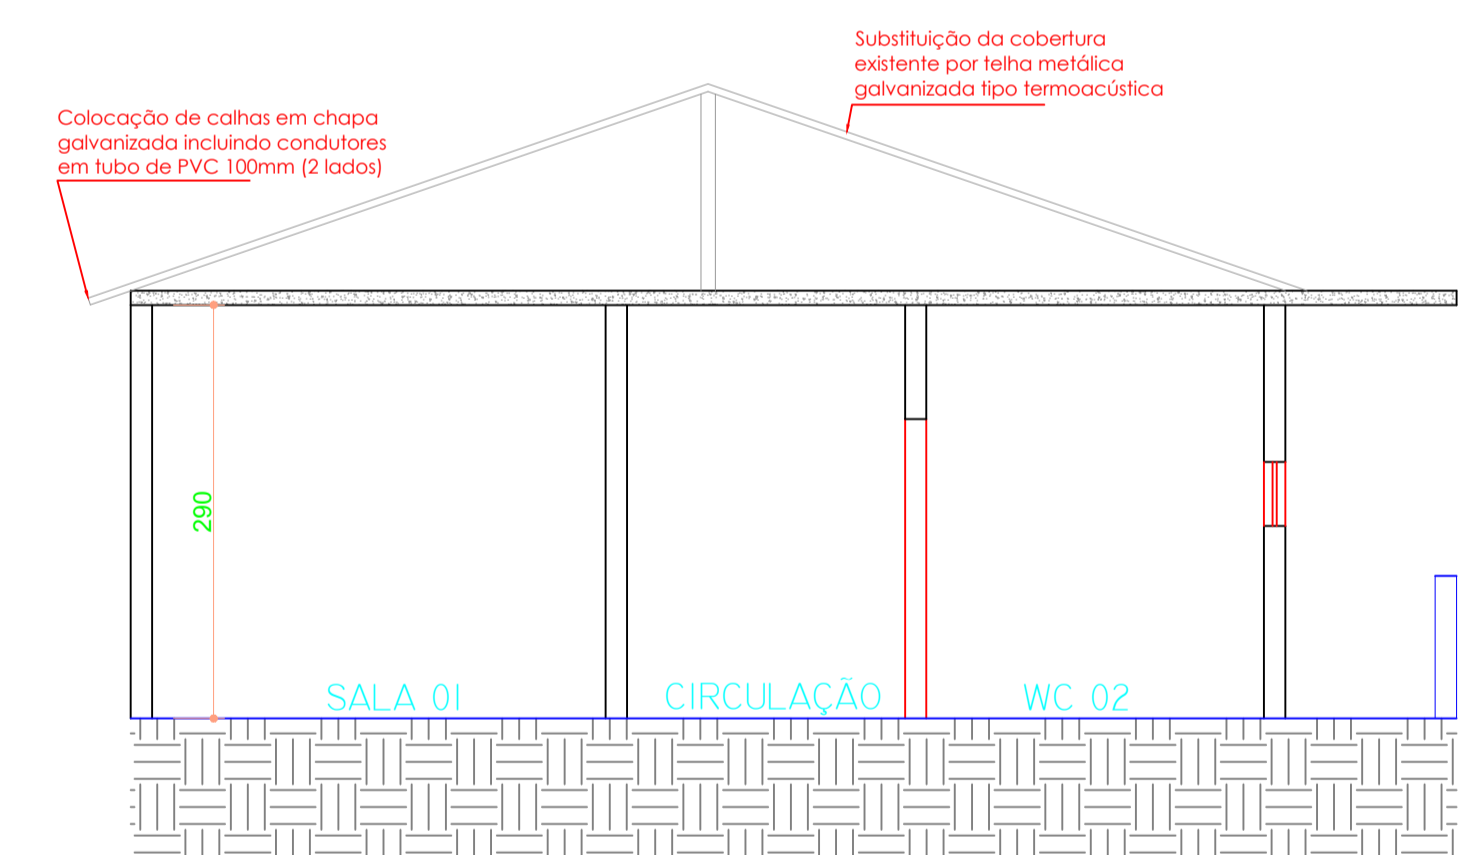 Substituição da cobertura
existente por telha metálica
galvanizada tipo termoacústica
Colocação de calhas em chapa
galvanizada incluindo condutores
em tubo de PVC 100mm (2 lados)
290
SALA 01
CIRCULAÇÃO
WC 02